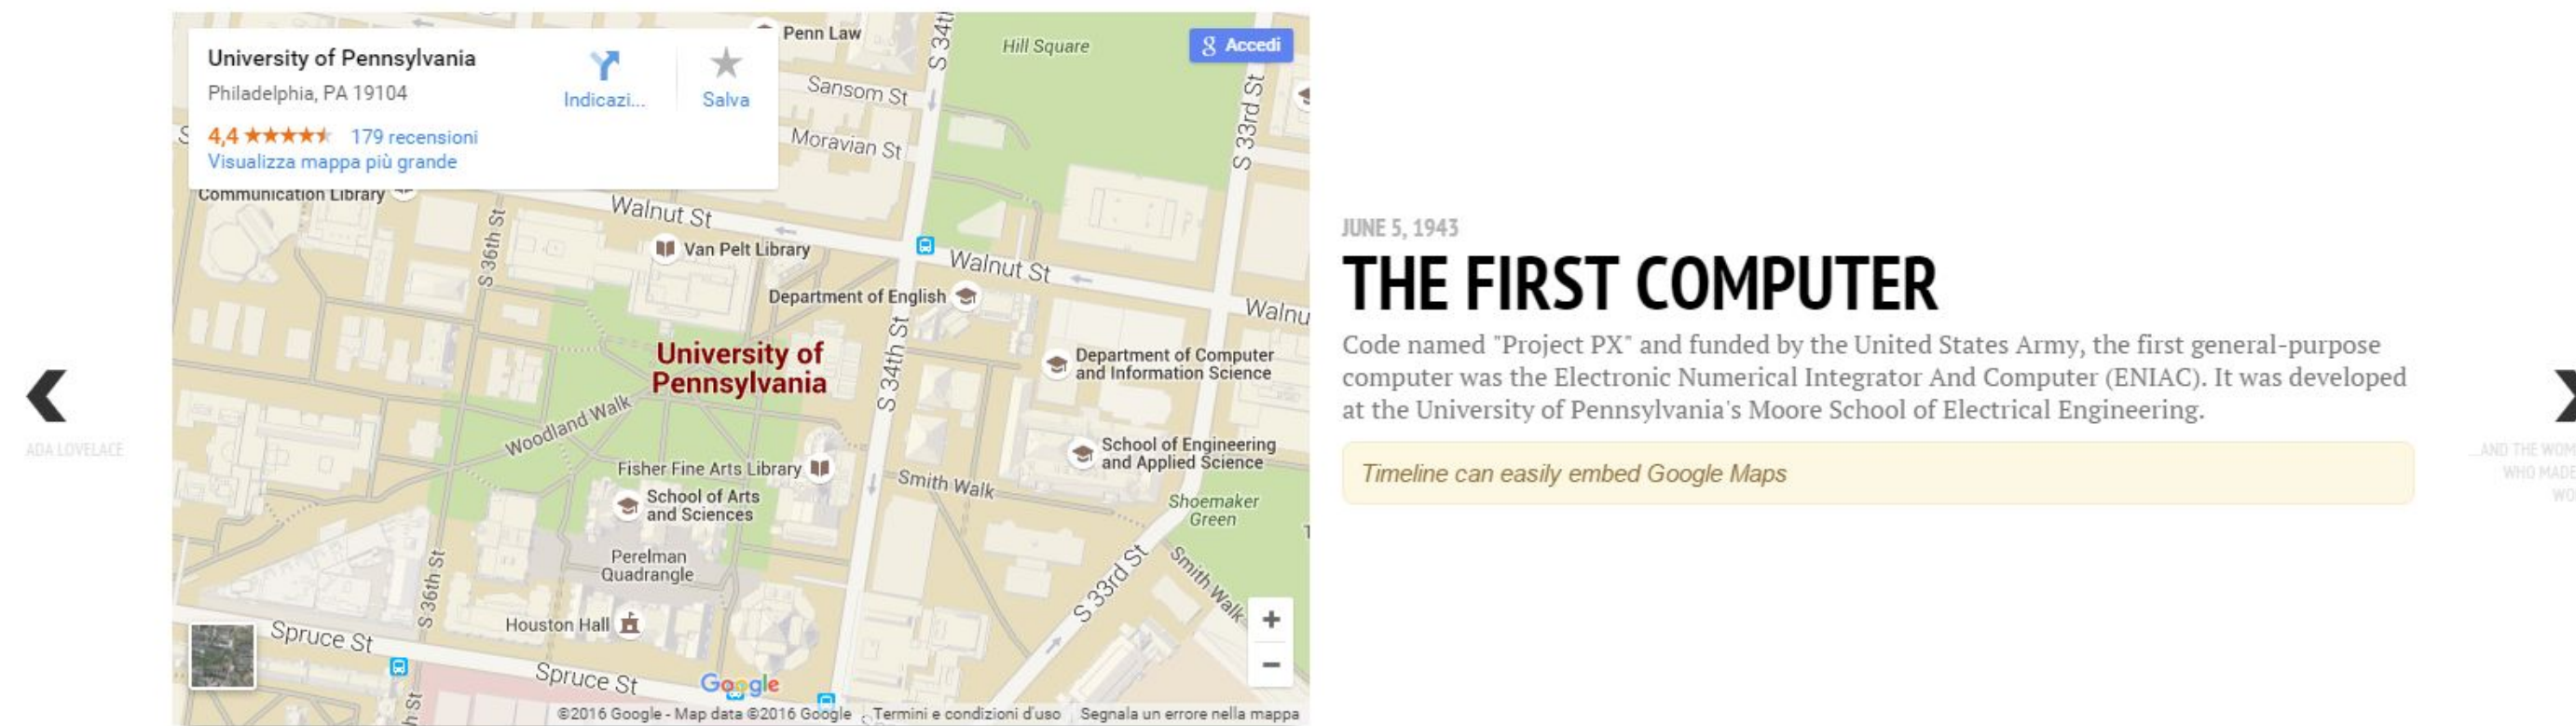 University of Pennsylvania
Philadelphia, PA 19104
4,4
179 recensioni
Visualizza mappa più grande
Indicazi...
Salva
Penn Law
S 34th
Hill Square
Accedi
Sansom St
S 33rd St
Moravian St
Communication Library
Walnut St
S 36th St
Van Pelt Library
Walnut St
Department of English
Walnu
S 34th St
University of
Pennsylvania
Department of Computer
and Information Science
Woodland Walk
School of Engineering
and Applied Science
Fisher Fine Arts Library
Smith Walk
School of Arts
and Sciences
Shoemaker
Green
Perelman
Quadrangle
S 36th St
S 33rd St
Smith Walk
Houston Hall
Spruce St
Spruce St
Google
h St
©2016 Google - Map data ©2016 Google
Termini e condizioni d'uso
Segnala un errore nella mappa
ADA LOVELACE
JUNE 5, 1943
THE FIRST COMPUTER
Code named "Project PX" and funded by the United States Army, the first general-purpose
computer was the Electronic Numerical Integrator And Computer (ENIAC). It was developed
at the University of Pennsylvania's Moore School of Electrical Engineering.
Timeline can easily embed Google Maps
...AND THE WOM
WHO MADE
WO